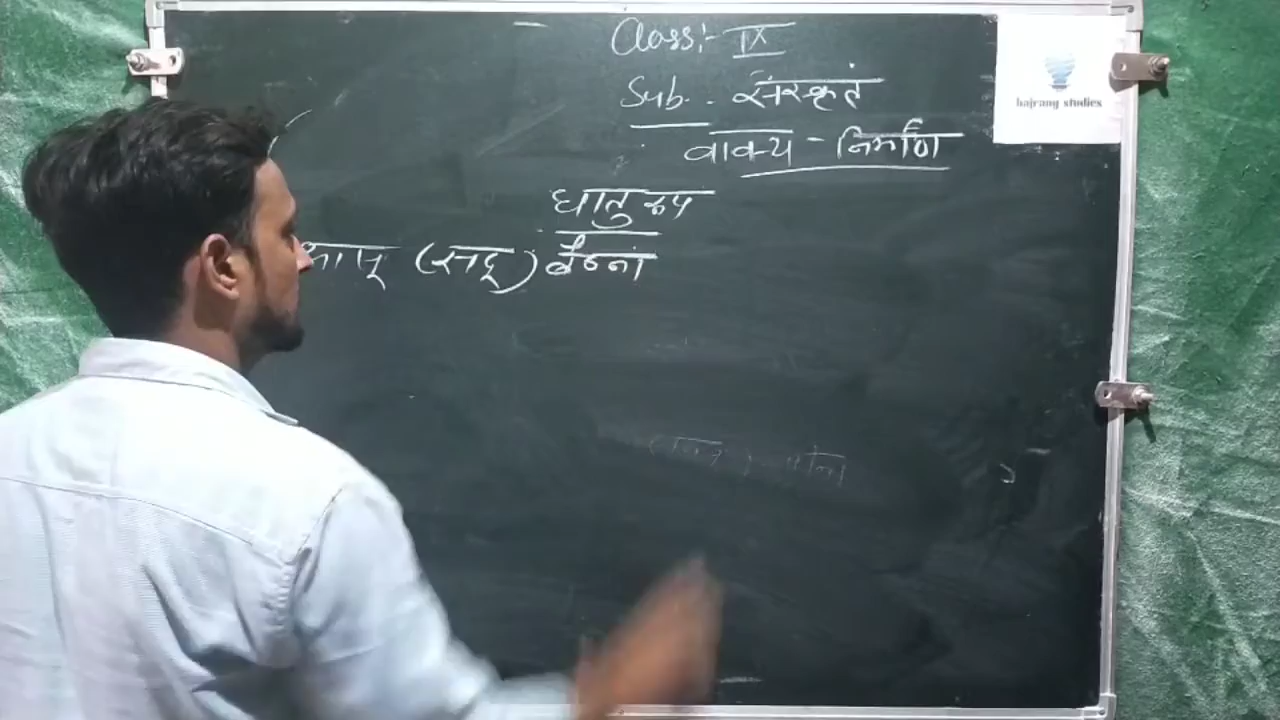 Class:- IX
bajrang studies
Sub. संस्कृतं
वाक्य - निर्माण
धातु रूप
(सद्) बैठना